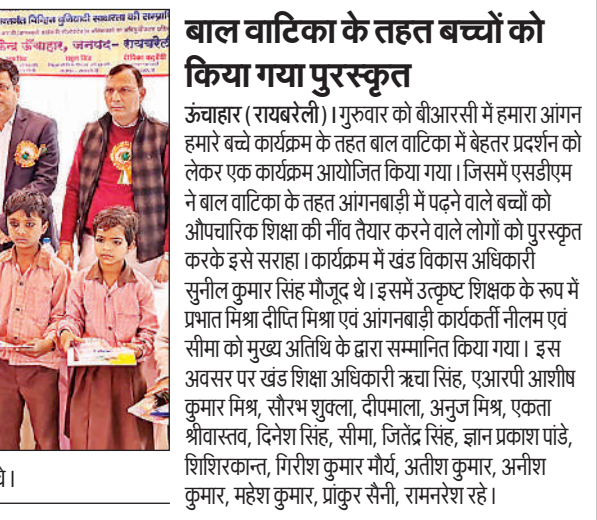 केन्द्र ऊँचाहार, जनपद- रायबरेल
बाल वाटिका के तहत बच्चों को
किया गया पुरस्कृत
ऊंचाहार ( रायबरेली ) । गुरुवार को बीआरसी में हमारा आंगन
हमारे बच्चे कार्यक्रम के तहत बाल वाटिका में बेहतर प्रदर्शन को
लेकर एक कार्यक्रम आयोजित किया गया । जिसमें एसडीएम
ने बाल वाटिका के तहत आंगनबाड़ी में पढ़ने वाले बच्चों को
औपचारिक शिक्षा की नींव तैयार करने वाले लोगों को पुरस्कृत
करके इसे सराहा । कार्यक्रम में खंड विकास अधिकारी
सुनील कुमार सिंह मौजूद थे । इसमें उत्कृष्ट शिक्षक के रूप में
प्रभात मिश्रा दीप्ति मिश्रा एवं आंगनबाड़ी कार्यकर्ती नीलम एवं
सीमा को मुख्य अतिथि के द्वारा सम्मानित किया गया । इस
अवसर पर खंड शिक्षा अधिकारी ऋचा सिंह, एआरपी आशीष
कुमार मिश्र, सौरभ शुक्ला, दीपमाला, अनुज मिश्र, एकता
श्रीवास्तव, दिनेश सिंह, सीमा, जितेंद्र सिंह, ज्ञान प्रकाश पांडे,
शिशिरकान्त, गिरीश कुमार मौर्य, अतीश कुमार, अनीश
कुमार, महेश कुमार, प्रांकुर सैनी, रामनरेश रहे ।